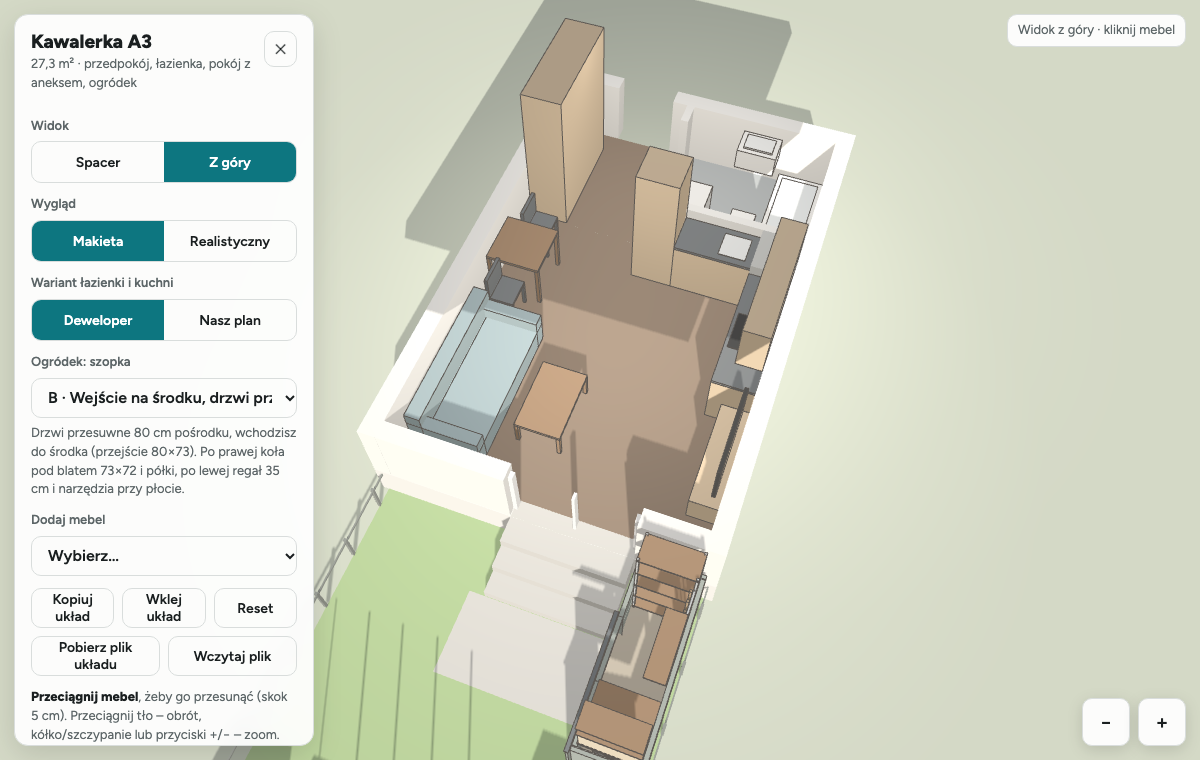 Kawalerka A3
27,3 m² · przedpokój, łazienka, pokój z
aneksem, ogródek
Widok z góry · kliknij mebel
Widok
Spacer
Z góry
Wygląd
Makieta
Realistyczny
Wariant łazienki i kuchni
Deweloper
Nasz plan
Ogródek: szopka
B · Wejście na środku, drzwi prz
Drzwi przesuwne 80 cm pośrodku, wchodzisz
do środka (przejście 80×73). Po prawej koła
pod blatem 73×72 i półki, po lewej regał 35
cm i narzędzia przy płocie.
Dodaj mebel
Wybierz...
Kopiuj
układ
Wklej
układ
Reset
Pobierz plik
układu
Wczytaj plik
Przeciągnij mebel, żeby go przesunąć (skok
5 cm). Przeciągnij tło – obrót,
kółko/szczypanie lub przyciski +/− – zoom.
−
+